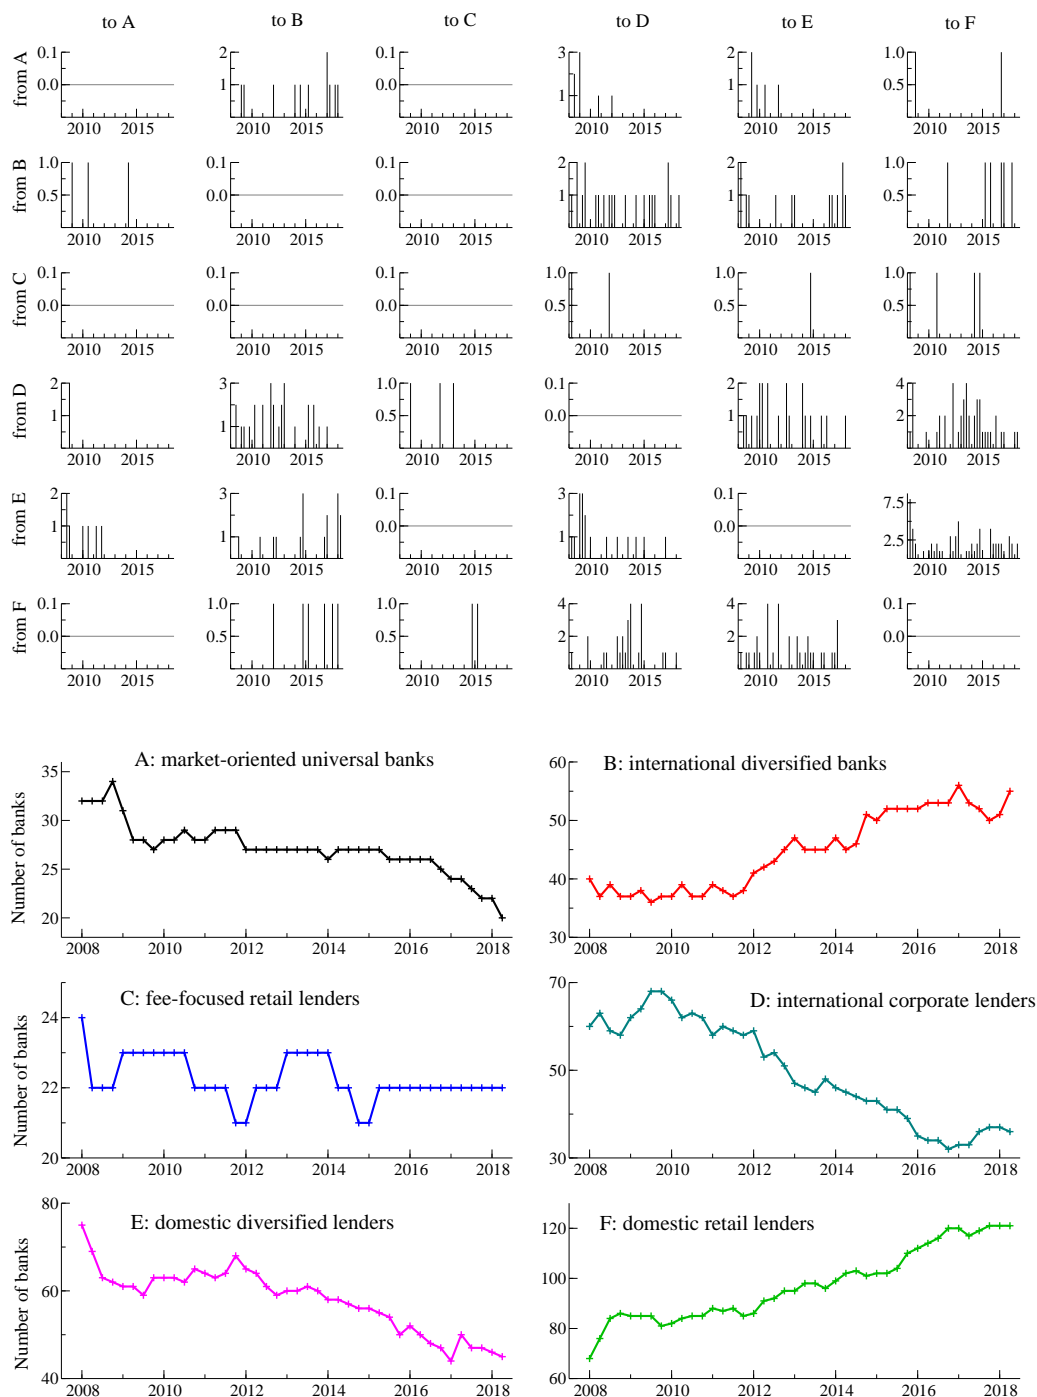 to A to B to C to D to E to F
from A
0.1 2 0.1 3 2 1.0
0.0 1 0.0 1 1 0.5
2010 2015 2010 2015 2010 2015 2010 2015 2010 2015 2010 2015
from B
1.0 0.1 0.1 2 2 1.0
0.5 0.0 0.0 1 1 0.5
2010 2015 2010 2015 2010 2015 2010 2015 2010 2015 2010 2015
from C
0.1 0.1 0.1 1.0 1.0 5.0
0.0 0.0 0.0 0.5 0.5 2.5
2010 2015 2010 2015 2010 2015 2010 2015 2010 2015 2010 2015
from D
2 3 1.0 0.1 2 4
1 1 0.5 0.0 1 2
2010 2015 2010 2015 2010 2015 2010 2015 2010 2015 2010 2015
from E
2 3 0.1 3 0.1 7.5
1 1 0.0 1 0.0 2.5
2010 2015 2010 2015 2010 2015 2010 2015 2010 2015 2010 2015
from F
0.1 1.0 1.0 4 4 0.1
0.0 0.5 0.5 2 2 0.0
2010 2015 2010 2015 2010 2015 2010 2015 2010 2015 2010 2015
A: market-oriented universal banks
Number of banks
35
30
25
20
2008 2010 2012 2014 2016 2018
B: international diversified banks
60
50
40
30
2008 2010 2012 2014 2016 2018
C: fee-focused retail lenders
Number of banks
24
22
20
2008 2010 2012 2014 2016 2018
D: international corporate lenders
70
50
30
2008 2010 2012 2014 2016 2018
E: domestic diversified lenders
Number of banks
80
60
40
2008 2010 2012 2014 2016 2018
F: domestic retail lenders
120
100
80
60
2008 2010 2012 2014 2016 2018